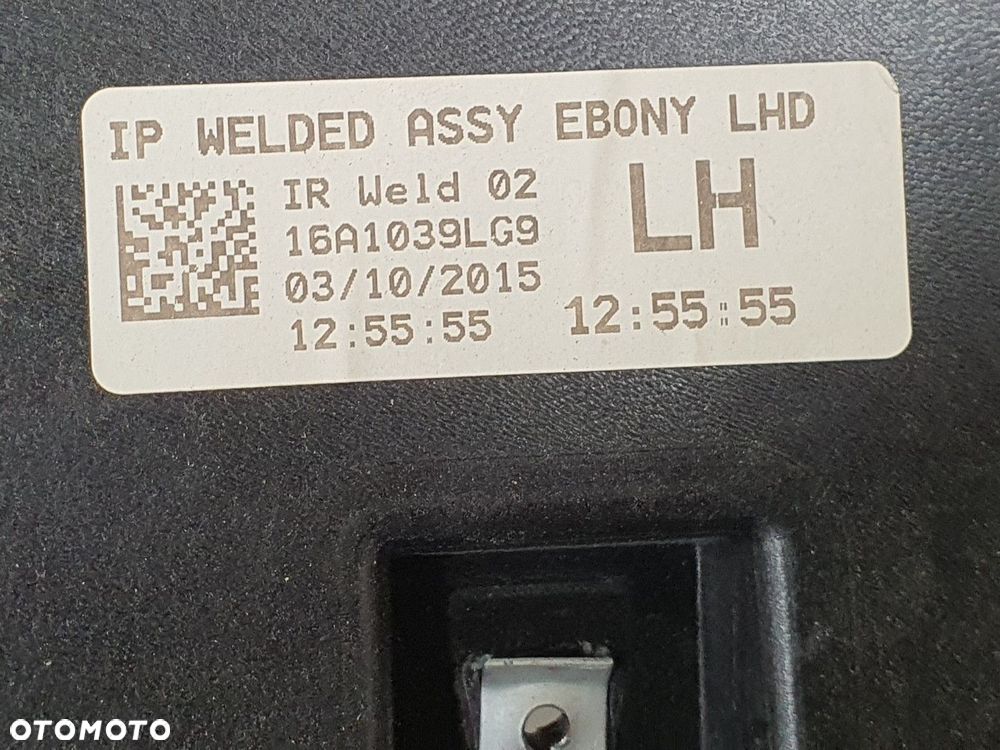 IP WELDED ASSY EBONY LHD
IR Weld 02
16A1039LG9
03/10/2015
12:55:55
LH
12:55:55
OTOMOTO